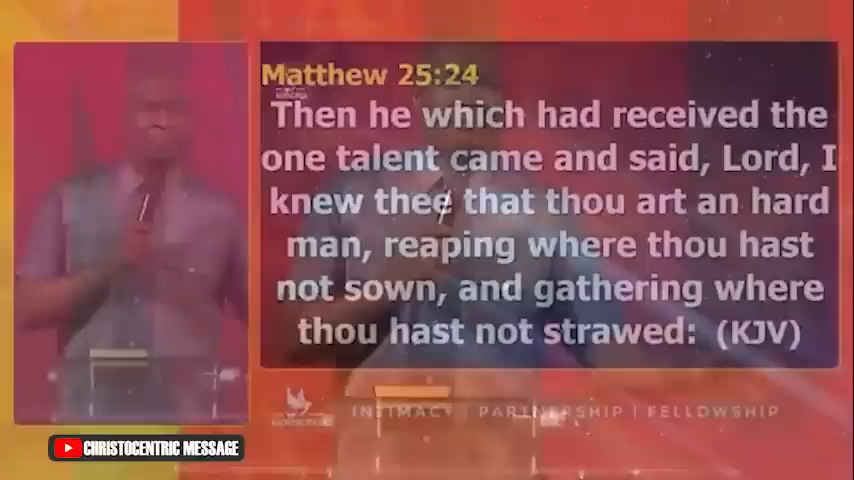 Matthew 25:24
Then he which had received the
one talent came and said, Lord, I
knew thee that thou art an hard
man, reaping where thou hast
not sown, and gathering where
thou hast not strawed: (KJV)
INTIMACY | PARTNERSHIP | FELLOWSHIP
CHRISTOCENTRIC MESSAGE